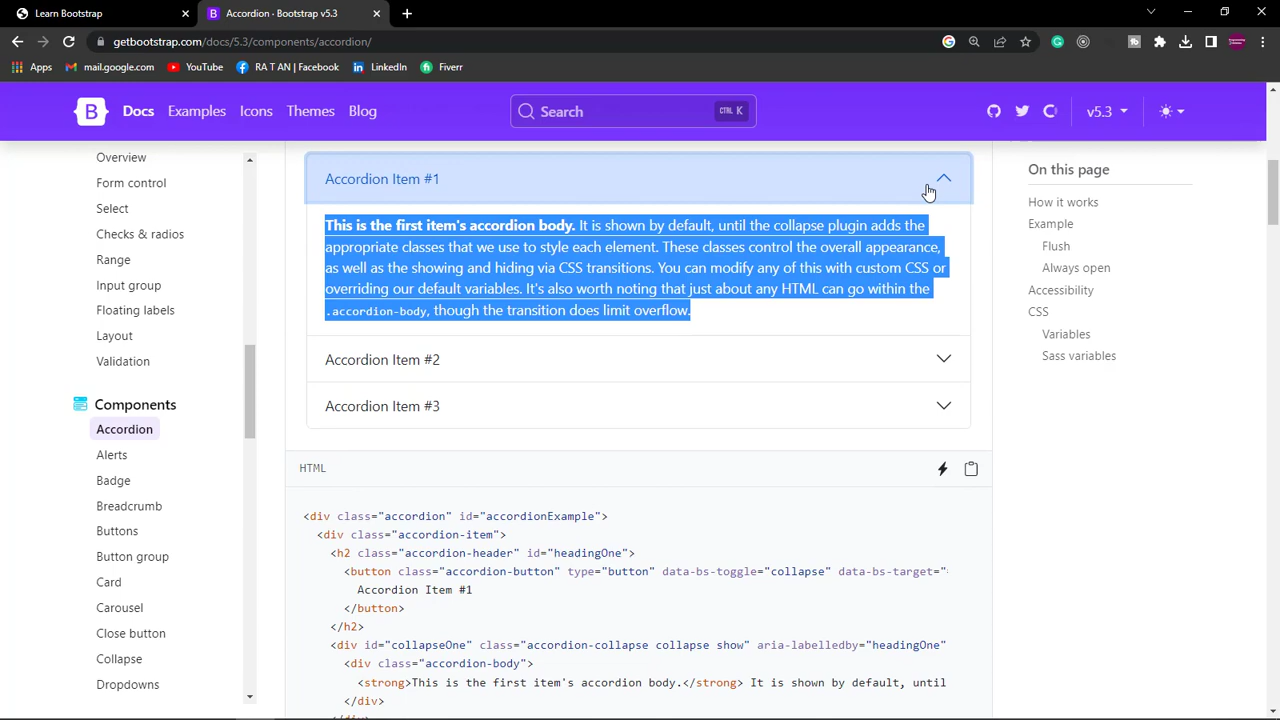 Learn Bootstrap
Accordion - Bootstrap v5.3
getbootstrap.com/docs/5.3/components/accordion/
Apps
mail.google.com
YouTube
RA T AN | Facebook
LinkedIn
Fiverr
B
Docs
Examples
Icons
Themes
Blog
Search
CTRL K
v5.3
Overview
Form control
Select
Checks & radios
Range
Input group
Floating labels
Layout
Validation
Components
Accordion
Alerts
Badge
Breadcrumb
Buttons
Button group
Card
Carousel
Close button
Collapse
Dropdowns
Accordion Item #1
This is the first item's accordion body. It is shown by default, until the collapse plugin adds the
appropriate classes that we use to style each element. These classes control the overall appearance,
as well as the showing and hiding via CSS transitions. You can modify any of this with custom CSS or
overriding our default variables. It's also worth noting that just about any HTML can go within the
.accordion-body, though the transition does limit overflow.
Accordion Item #2
Accordion Item #3
HTML
<div class="accordion" id="accordionExample">
<div class="accordion-item">
<h2 class="accordion-header" id="headingOne">
<button class="accordion-button" type="button" data-bs-toggle="collapse" data-bs-target="
Accordion Item #1
</button>
</h2>
<div id="collapseOne" class="accordion-collapse collapse show" aria-labelledby="headingOne"
<div class="accordion-body">
<strong>This is the first item's accordion body.</strong> It is shown by default, until
</div>
On this page
How it works
Example
Flush
Always open
Accessibility
CSS
Variables
Sass variables